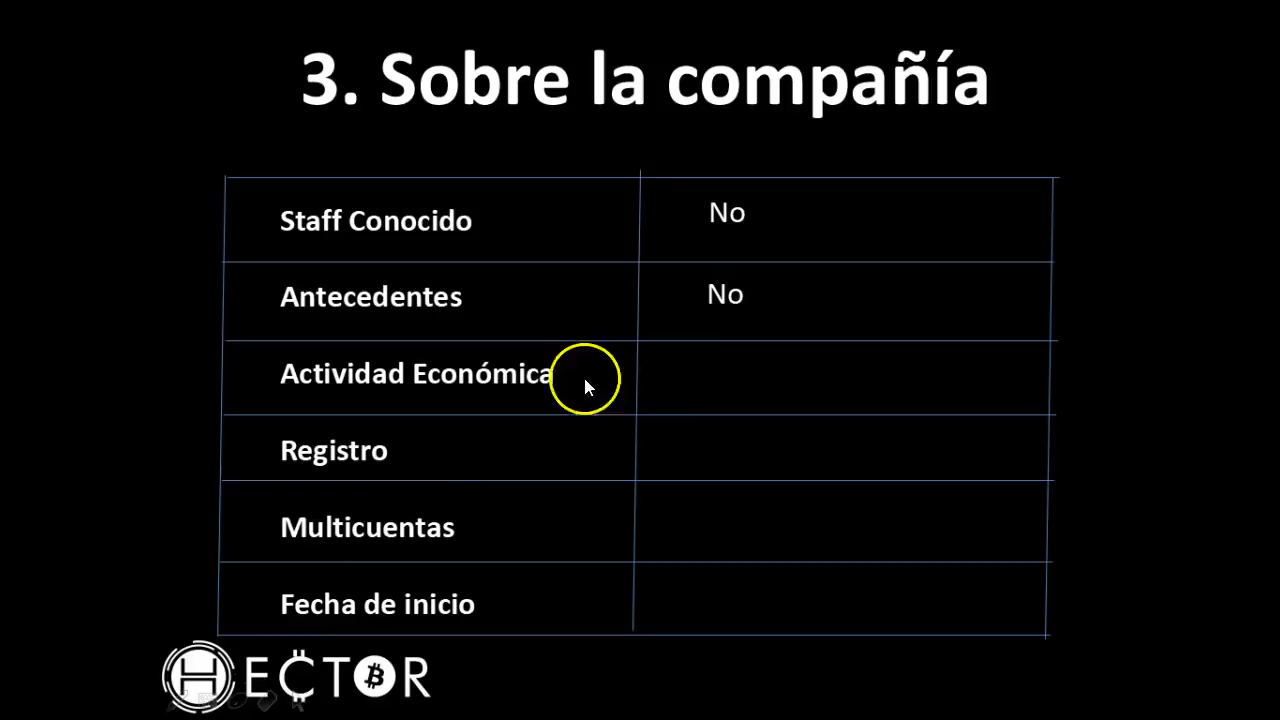 3. Sobre la compañía
Staff Conocido No
Antecedentes No
Actividad Económica
Registro
Multicuentas
Fecha de inicio
HECTOR